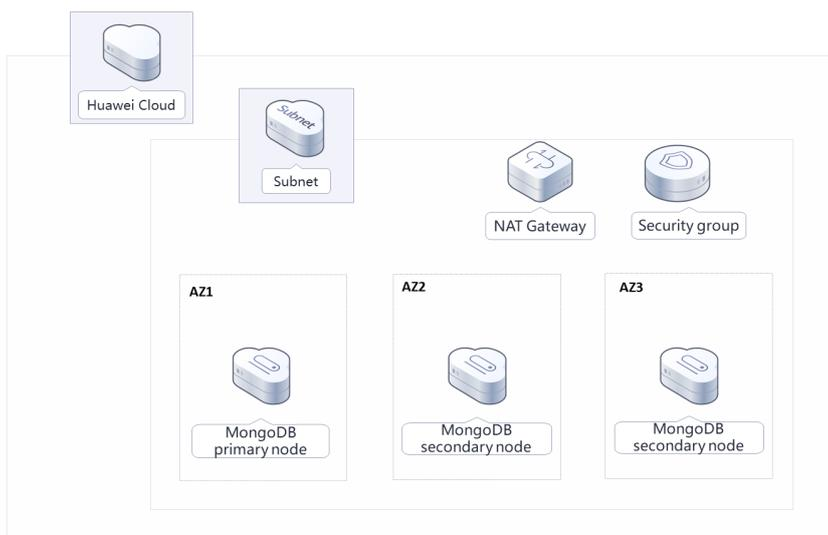 Huawei Cloud
Subnet
Subnet
NAT Gateway
Security group
AZ1
AZ2
AZ3
MongoDB
primary node
MongoDB
secondary node
MongoDB
secondary node